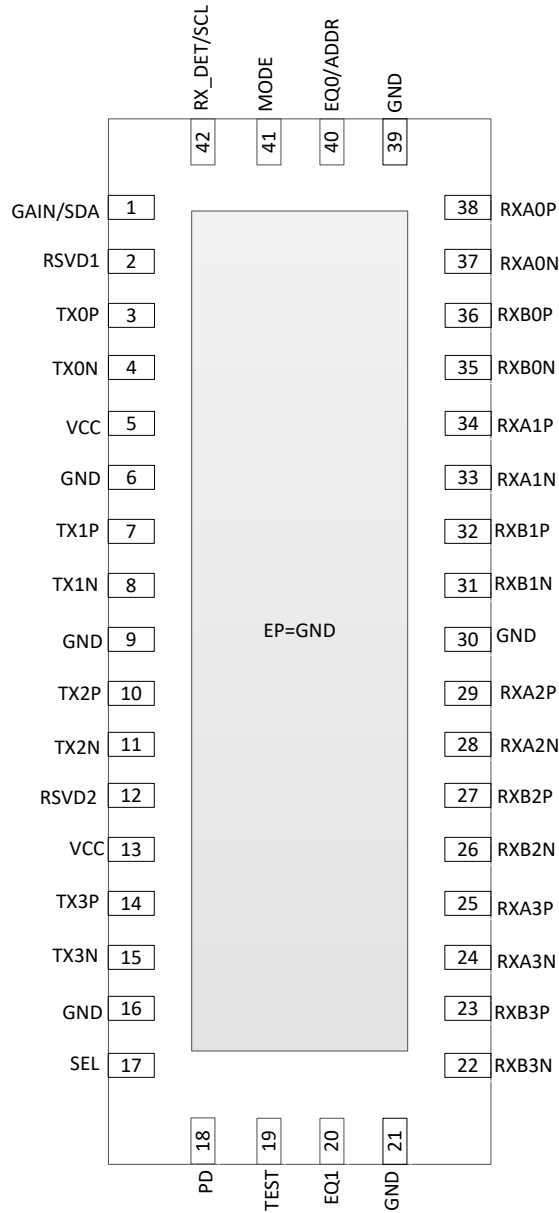 RX_DET/SCL
MODE
EQ0/ADDR
GND
42
41
40
39
GAIN/SDA 1
38 RXA0P
RSVD1 2
37 RXA0N
TX0P 3
36 RXB0P
TX0N 4
35 RXB0N
VCC 5
34 RXA1P
GND 6
33 RXA1N
TX1P 7
32 RXB1P
TX1N 8
31 RXB1N
GND 9
EP=GND
30 GND
TX2P 10
29 RXA2P
TX2N 11
28 RXA2N
RSVD2 12
27 RXB2P
VCC 13
26 RXB2N
TX3P 14
25 RXA3P
TX3N 15
24 RXA3N
GND 16
23 RXB3P
SEL 17
22 RXB3N
18
19
20
21
PD
TEST
EQ1
GND